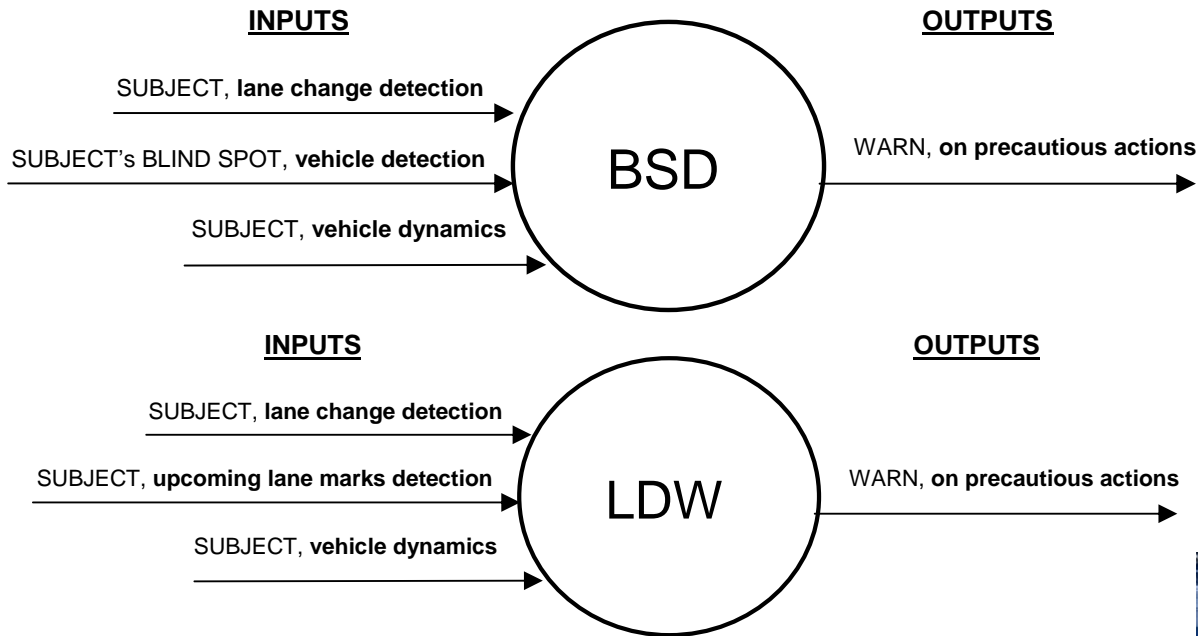 INPUTS
OUTPUTS
SUBJECT, lane change detection
SUBJECT's BLIND SPOT, vehicle detection
SUBJECT, vehicle dynamics
BSD
WARN, on precautious actions
INPUTS
OUTPUTS
SUBJECT, lane change detection
SUBJECT, upcoming lane marks detection
SUBJECT, vehicle dynamics
LDW
WARN, on precautious actions